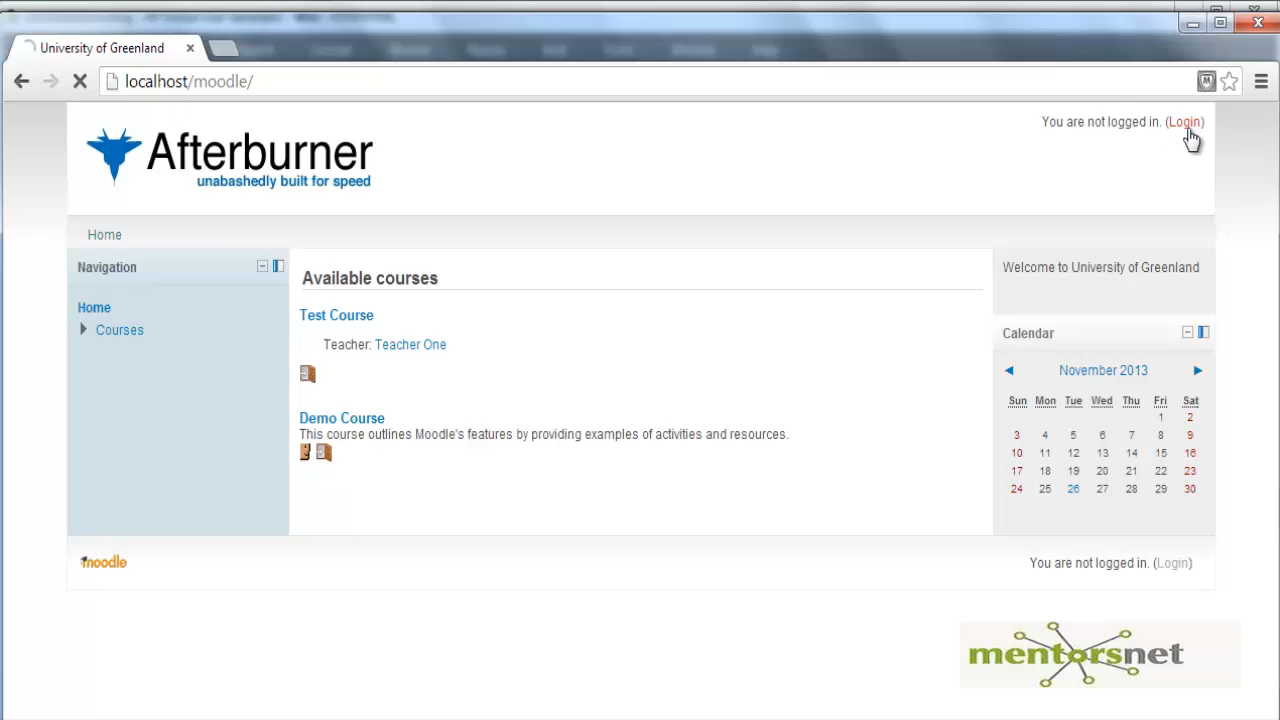 University of Greenland
localhost/moodle/
You are not logged in. (Login)
Afterburner
unabashedly built for speed
Home
Navigation
Home
Courses
Available courses
Test Course
Teacher: Teacher One
Demo Course
This course outlines Moodle's features by providing examples of activities and resources.
Welcome to University of Greenland
Calendar
November 2013
Sun Mon Tue Wed Thu Fri Sat
1 2
3 4 5 6 7 8 9
10 11 12 13 14 15 16
17 18 19 20 21 22 23
24 25 26 27 28 29 30
moodle
You are not logged in. (Login)
mentorsnet